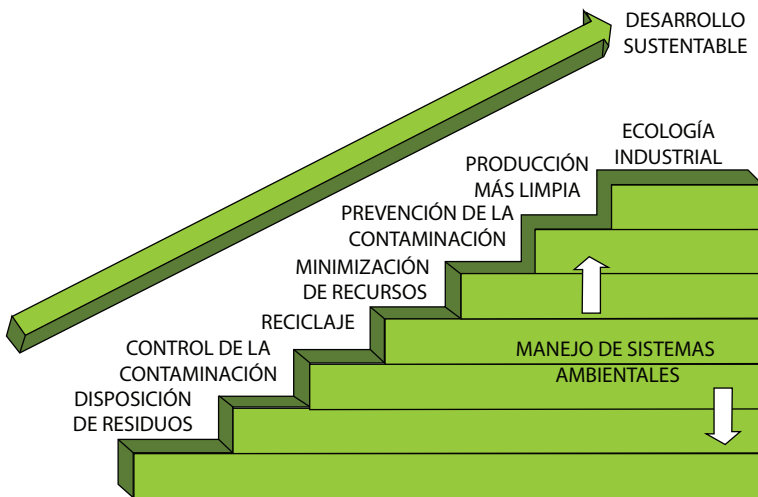 DESARROLLO
SUSTENTABLE
ECOLOGÍA
INDUSTRIAL
PRODUCCIÓN
MÁS LIMPIA
PREVENCIÓN DE LA
CONTAMINACIÓN
MINIMIZACIÓN
DE RECURSOS
RECICLAJE
CONTROL DE LA
CONTAMINACIÓN
DISPOSICIÓN
DE RESIDUOS
MANEJO DE SISTEMAS
AMBIENTALES